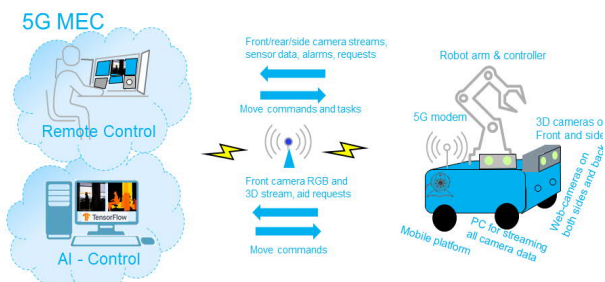 5G MEC
Remote Control
TensorFlow
AI - Control
Front/rear/side camera streams,
sensor data, alarms, requests
Move commands and tasks
Front camera RGB and
3D stream, aid requests
Move commands
Robot arm & controller
5G modem
3D cameras o
Front and side
Web-cameras on
both sides and back
PC for streaming
all camera data
Mobile platform